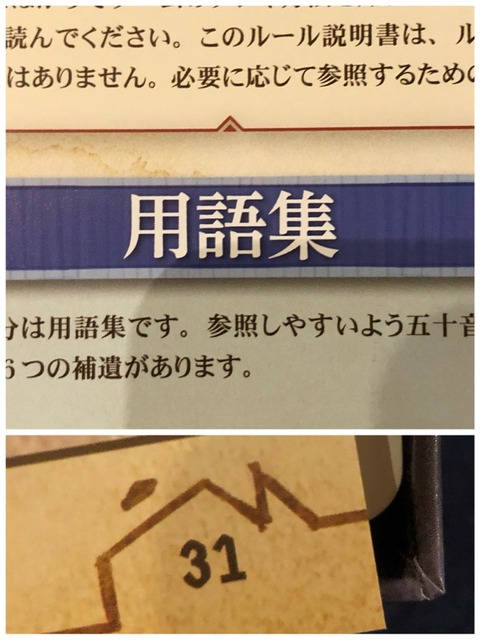 読んでください。このルール説明書は、ル
はありません。必要に応じて参照するための
用語集
分は用語集です。参照しやすいよう五十音
6つの補遺があります。
31